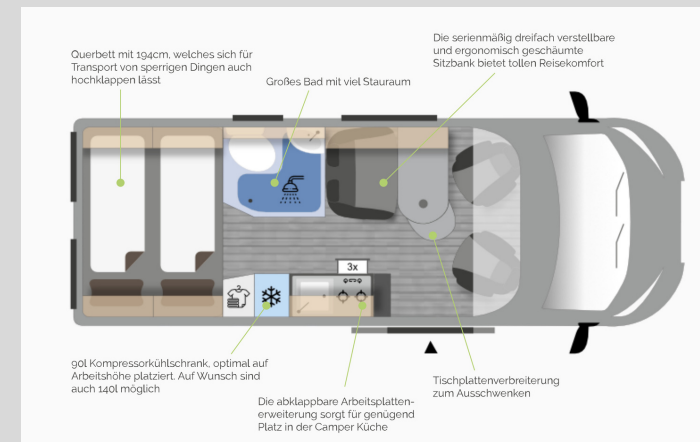 Die serienmäßig dreifach verstellbare
und ergonomisch geschäumte
Sitzbank bietet tollen Reisekomfort
Querbett mit 194cm, welches sich für
Transport von sperrigen Dingen auch
hochklappen lässt
Großes Bad mit viel Stauraum
3x
90l Kompressorkühlschrank, optimal auf
Arbeitshöhe platziert. Auf Wunsch sind
auch 140l möglich
Die abklappbare Arbeitsplatten-
erweiterung sorgt für genügend
Platz in der Camper Küche
Tischplattenverbreiterung
zum Ausschwenken